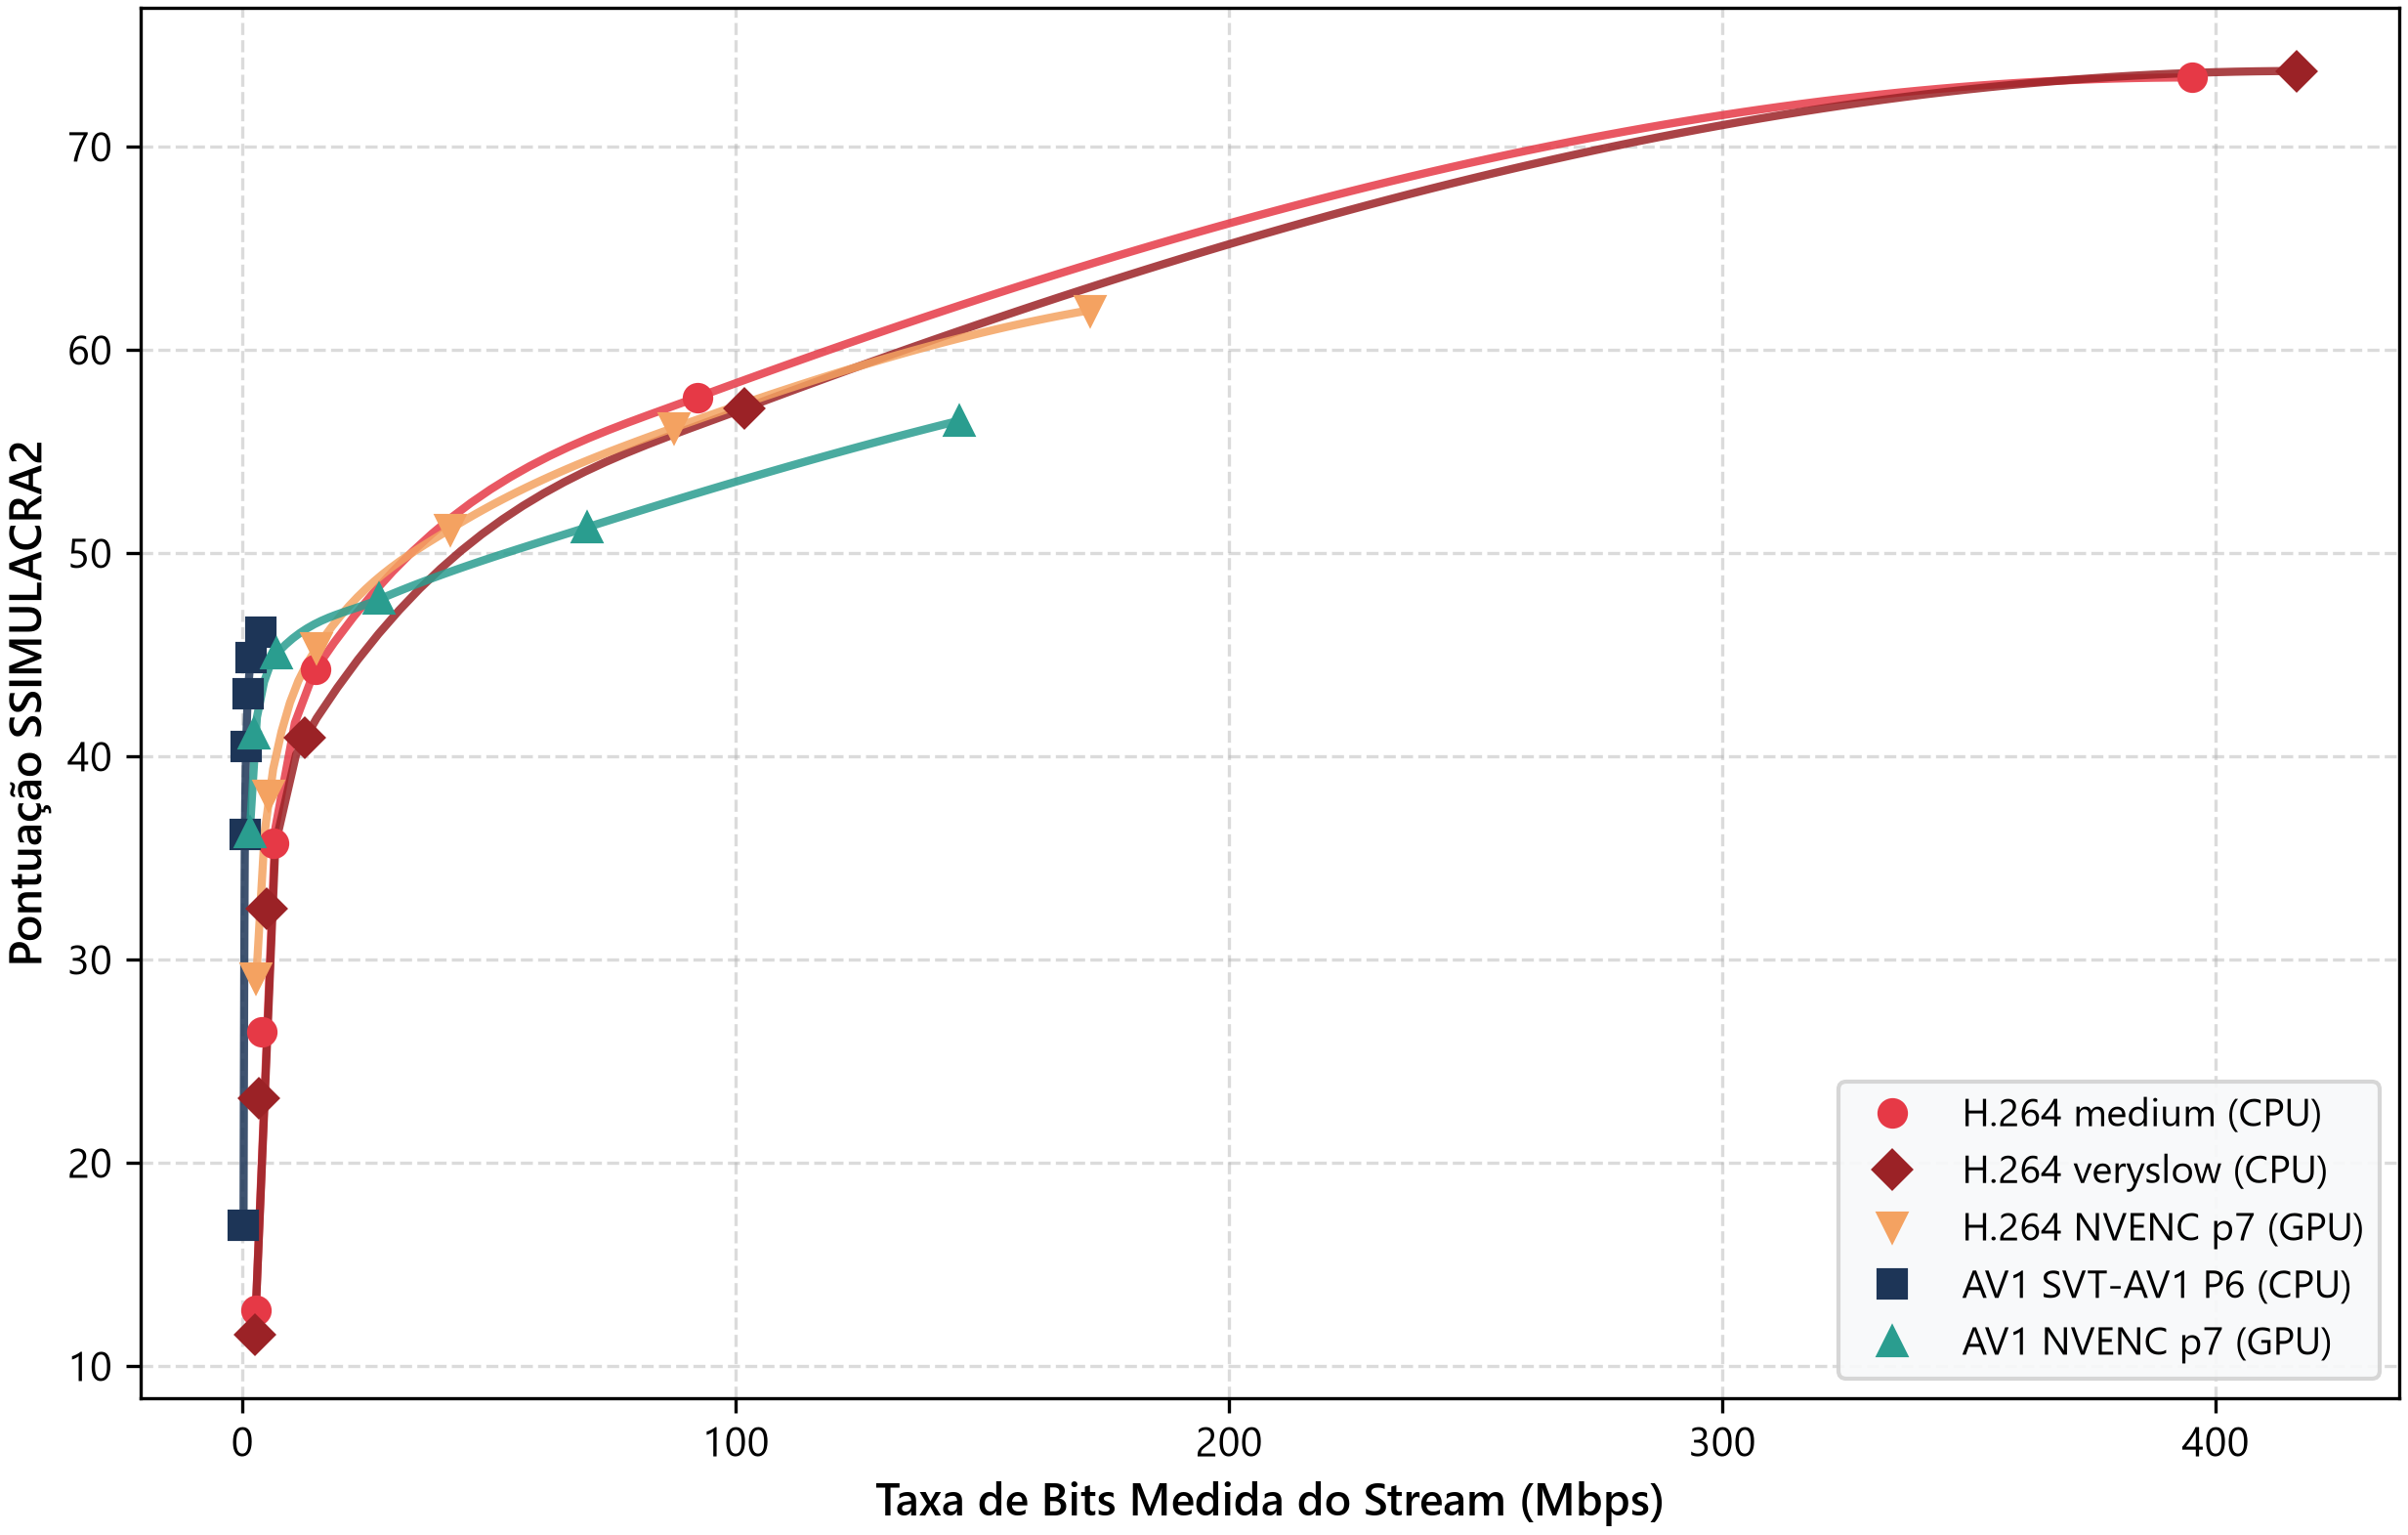 Pontuação SSIMULACRA2
70
60
50
40
30
20
10
0
100
200
300
400
Taxa de Bits Medida do Stream (Mbps)
H.264 medium (CPU)
H.264 veryslow (CPU)
H.264 NVENC p7 (GPU)
AV1 SVT-AV1 P6 (CPU)
AV1 NVENC p7 (GPU)